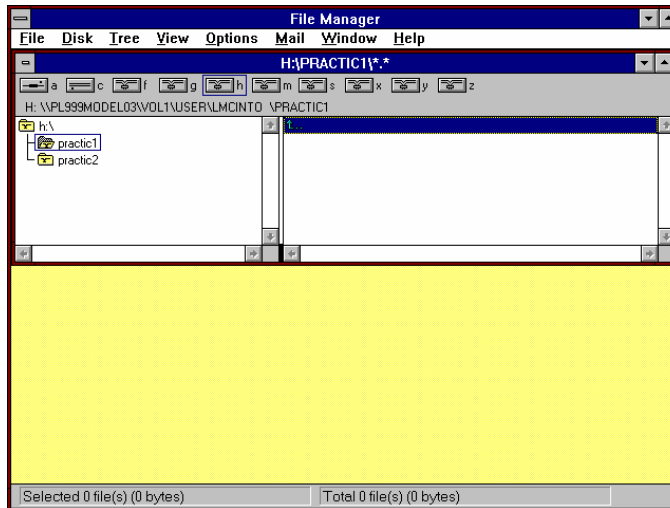 File Manager
File Disk Tree View Options Mail Window Help
H:\PRACTIC1\*.*
a c f g h m s x y z
H: \\PL999MODEL03\VOL1\USER\LMCINTO \PRACTIC1
h:\
practic1
practic2
..
Selected 0 file(s) (0 bytes) Total 0 file(s) (0 bytes)